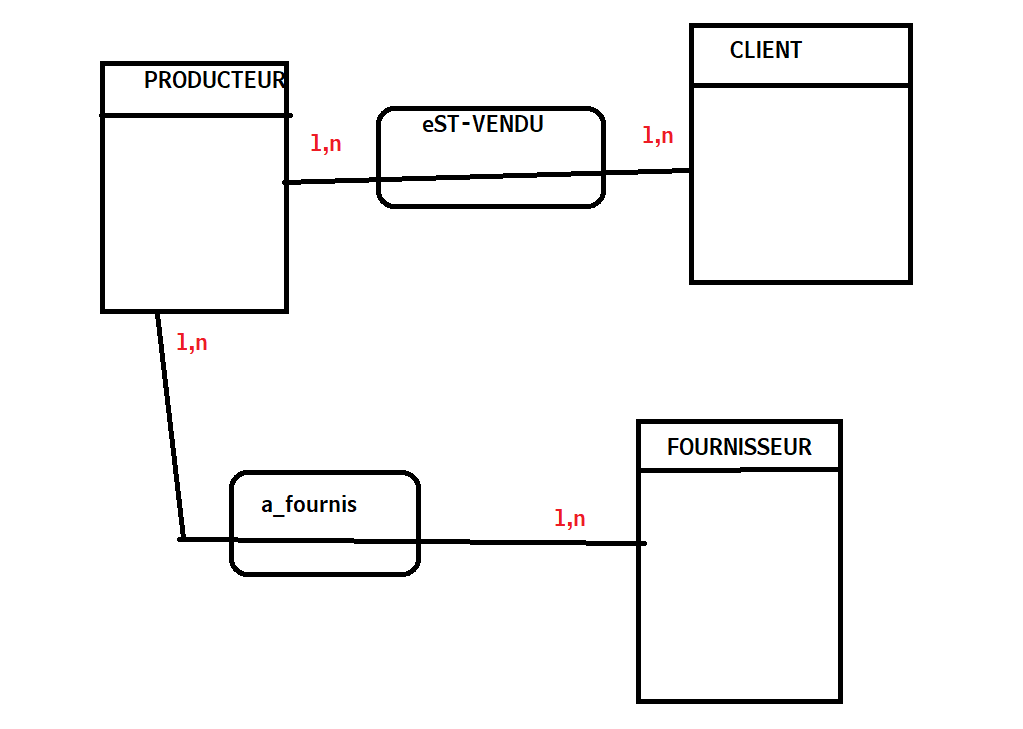 CLIENT
PRODUCTEUR
eST-VENDU
1,n
1,n
1,n
FOURNISSEUR
a_fournis
1,n